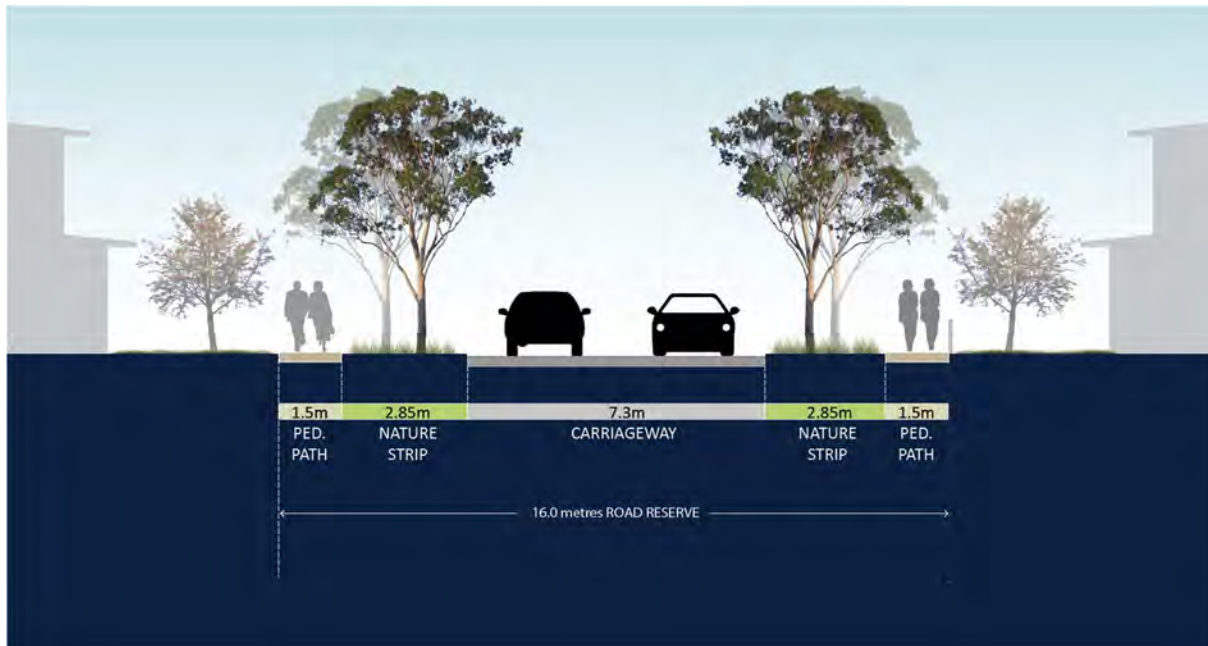 1.5m 2.85m 7.3m 2.85m 1.5m
PED. NATURE CARRIAGEWAY NATURE PED.
PATH STRIP STRIP PATH
16.0 metres ROAD RESERVE